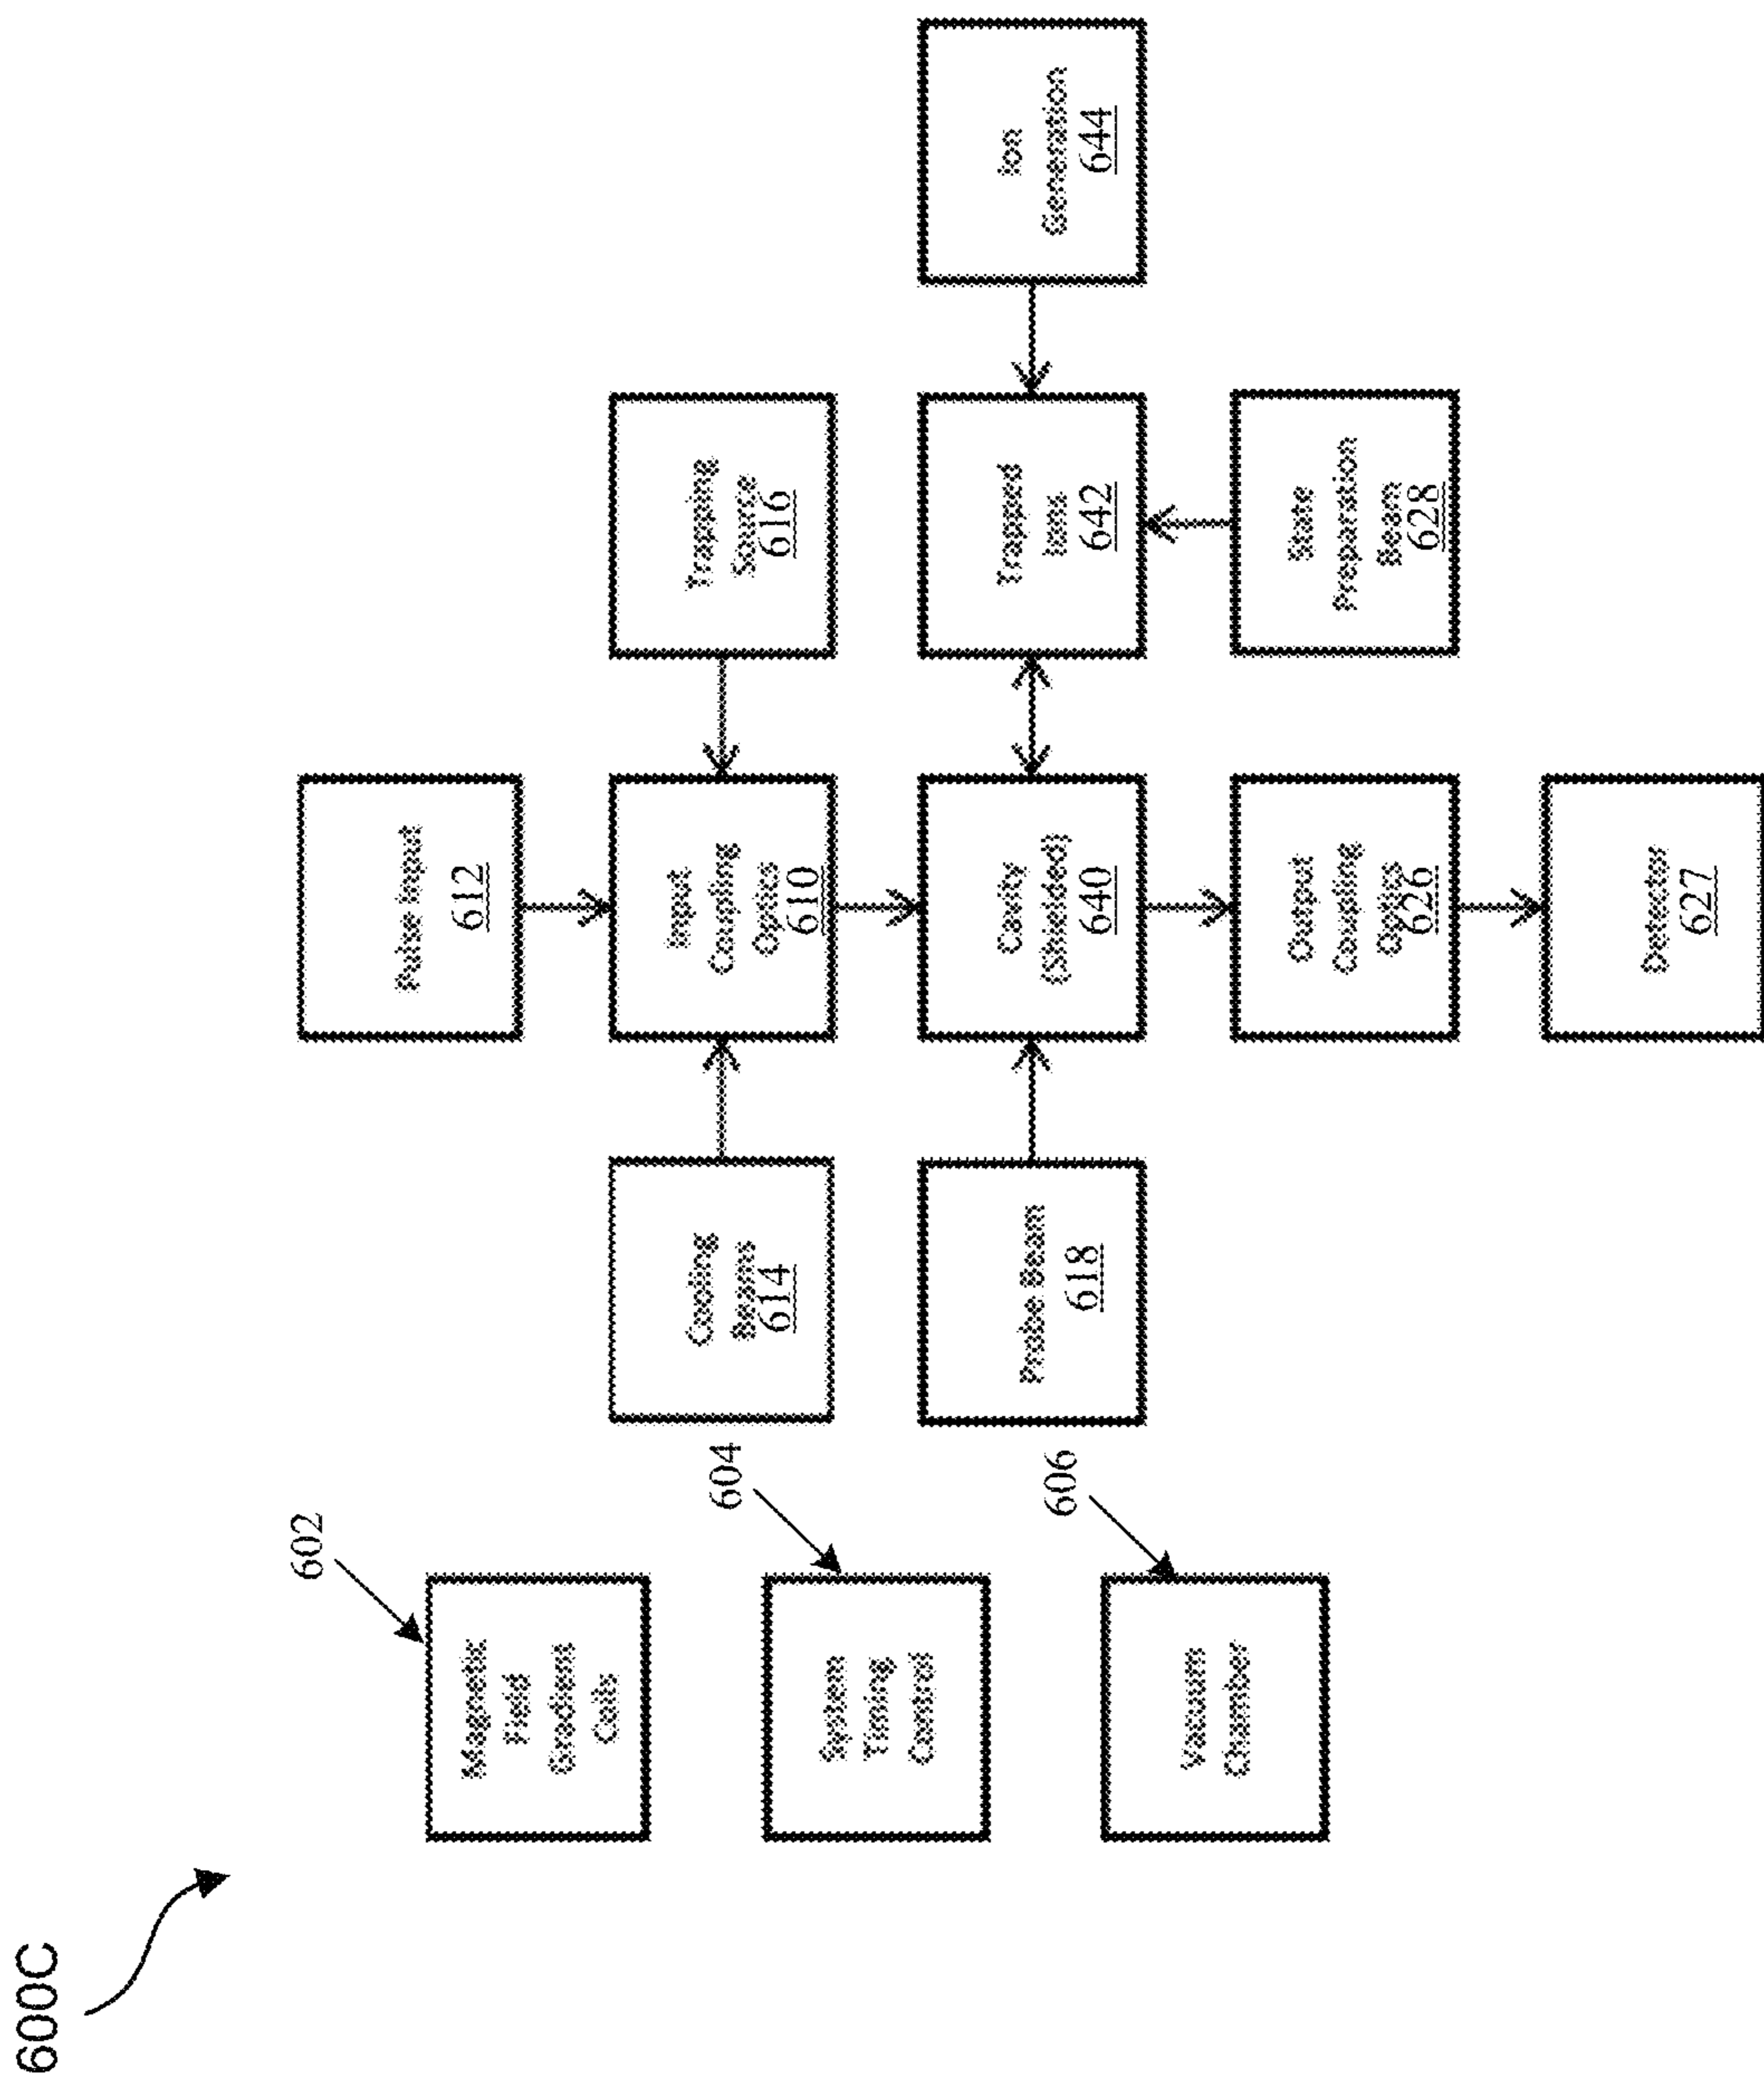 600C
602
Magnetic
Field
Gradient
Coils
604
System
Timing
Control
606
Vacuum
Chamber
Pulse Input
612
Cooling
Beams
614
Input
Coupling
Optics
610
Trapping
Source
616
Probe Beam
618
Cavity
(Shielded)
640
Trapped
Ions
642
Ion
Generation
644
Output
Coupling
Optics
626
State
Preparation
Beam
628
Detector
627